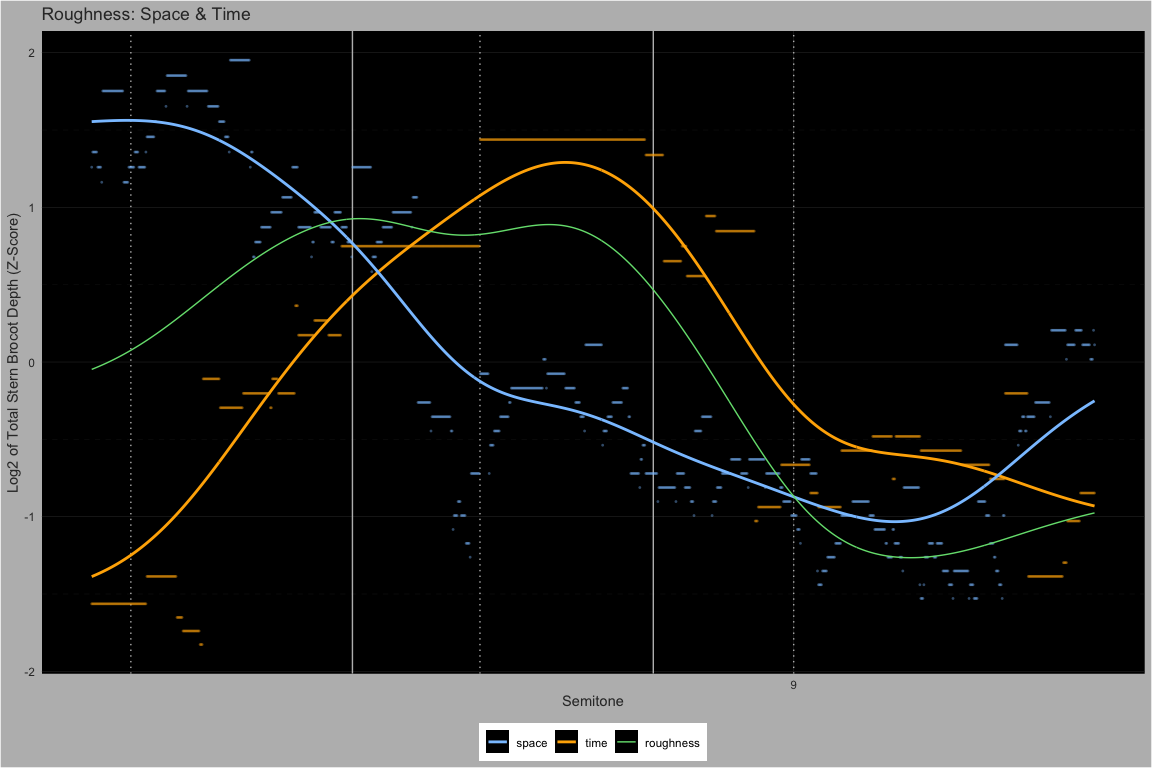 Roughness: Space & Time
Log2 of Total Stern Brocot Depth (Z-Score)
2
1
0
-1
-2
9
Semitone
space time roughness